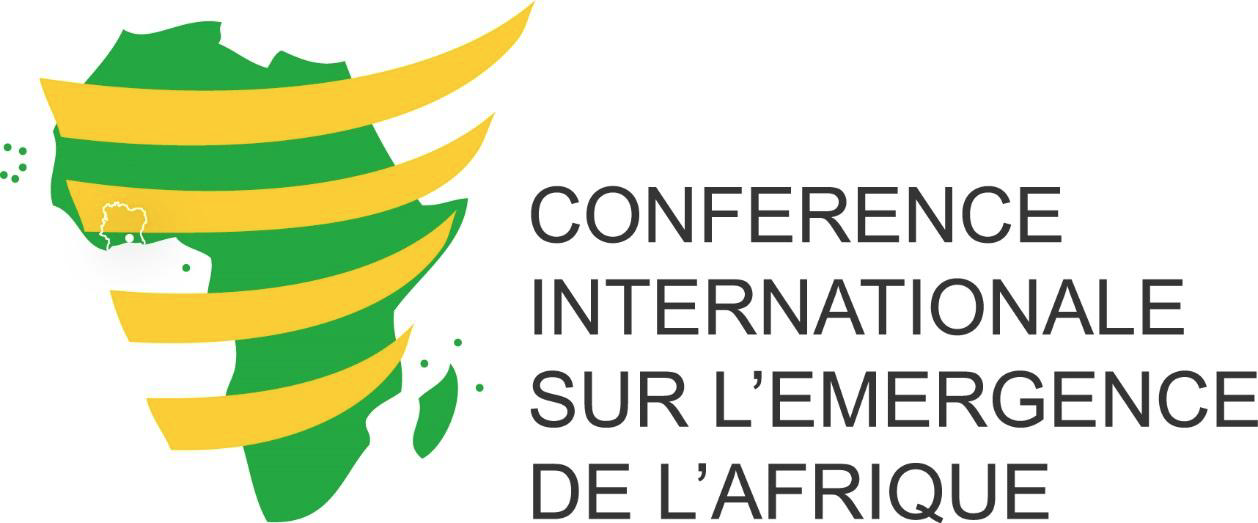 CONFERENCE
INTERNATIONALE
SUR L’EMERGENCE
DE L’AFRIQUE